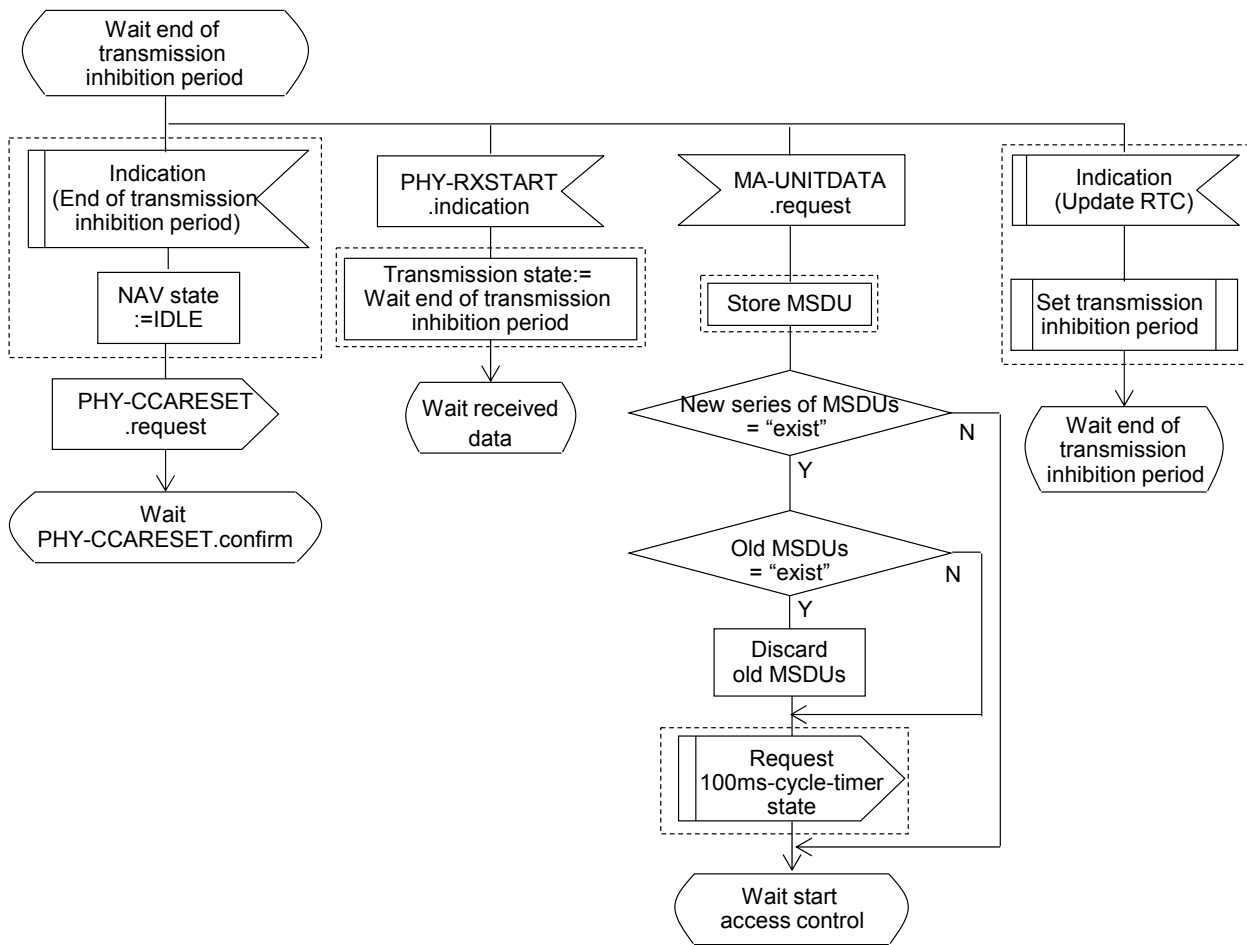 Wait end of
transmission
inhibition period
Indication
(End of transmission
inhibition period)
NAV state
:=IDLE
PHY-CCARESET
.request
Wait
PHY-CCARESET.confirm
PHY-RXSTART
.indication
Transmission state:=
Wait end of transmission
inhibition period
Wait received
data
MA-UNITDATA
.request
Store MSDU
New series of MSDUs
= “exist”
N
Y
Old MSDUs
= “exist”
N
Y
Discard
old MSDUs
Request
100ms-cycle-timer
state
Wait start
access control
Indication
(Update RTC)
Set transmission
inhibition period
Wait end of
transmission
inhibition period